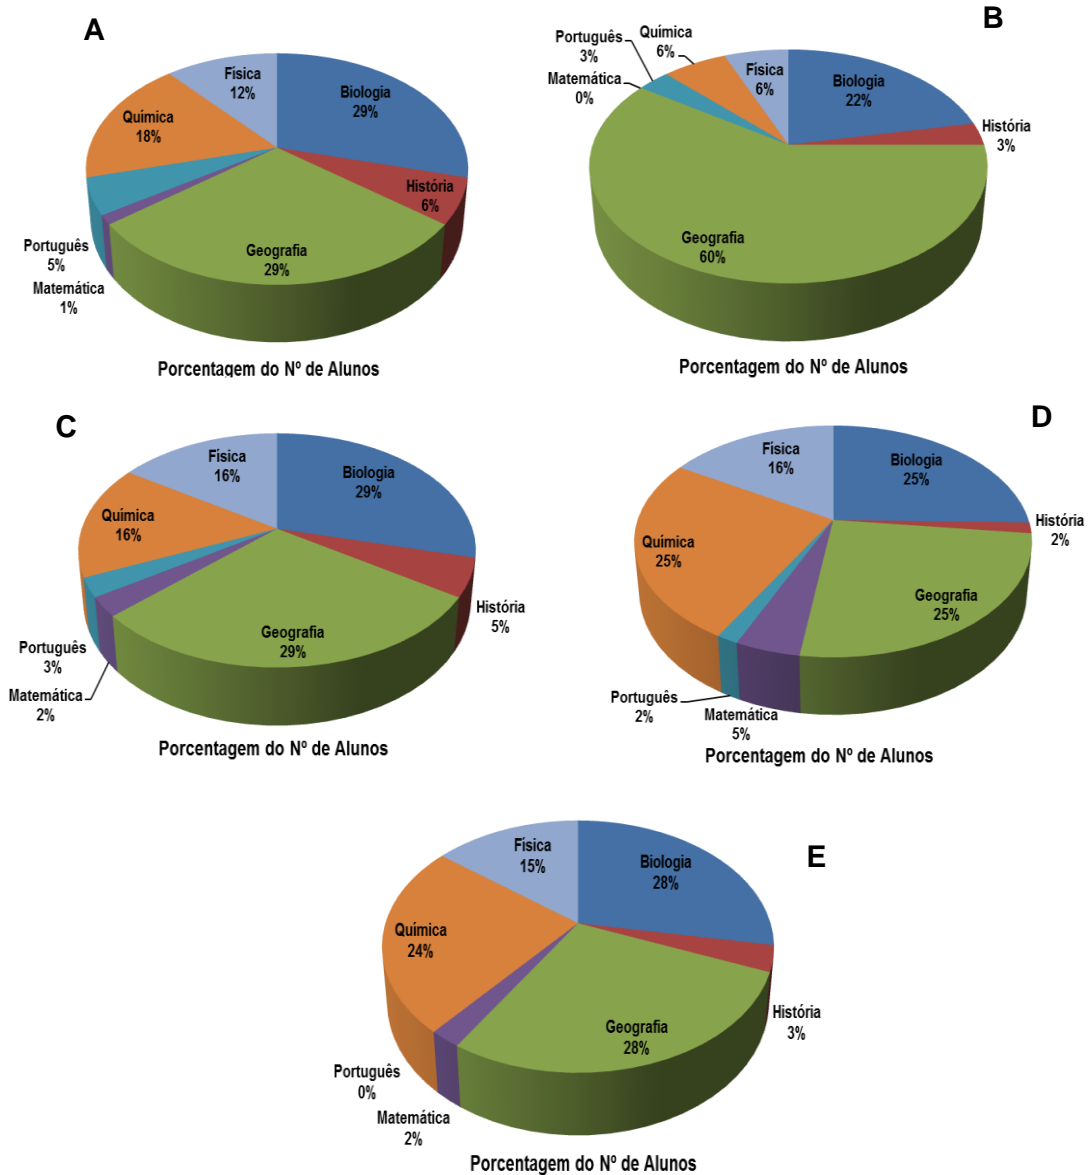 A
Física
12%
Biologia
29%
Química
18%
História
6%
Português
5%
Geografia
29%
Matemática
1%
Porcentagem do Nº de Alunos
B
Português
3%
Química
6%
Matemática
0%
Física
6%
Biologia
22%
História
3%
Geografia
60%
Porcentagem do Nº de Alunos
C
Física
16%
Biologia
29%
Química
16%
História
5%
Geografia
29%
Português
3%
Matemática
2%
Porcentagem do Nº de Alunos
D
Física
16%
Biologia
25%
História
2%
Química
25%
Geografia
25%
Português
2%
Matemática
5%
Porcentagem do Nº de Alunos
E
Física
15%
Biologia
28%
Química
24%
História
3%
Geografia
28%
Português
0%
Matemática
2%
Porcentagem do Nº de Alunos